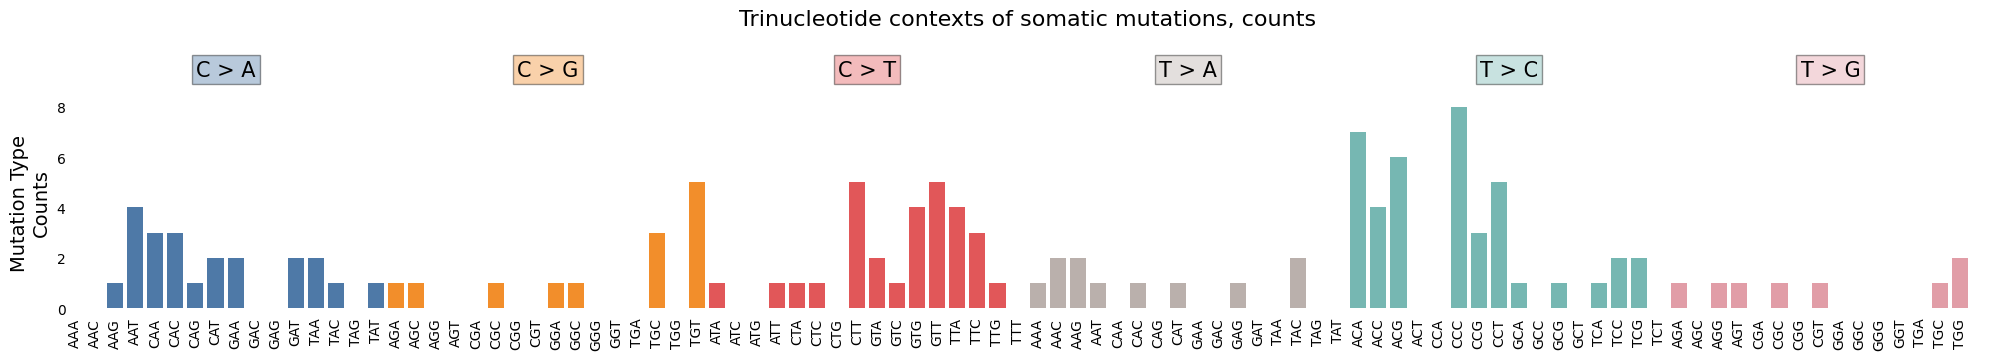 Trinucleotide contexts of somatic mutations, counts
C > A
C > G
C > T
T > A
T > C
T > G
Mutation Type
Counts
8
6
4
2
0
AAA
AAC
AAG
AAT
CAA
CAC
CAG
CAT
GAA
GAC
GAG
GAT
TAA
TAC
TAG
TAT
AGA
AGC
AGG
AGT
CGA
CGC
CGG
CGT
GGA
GGC
GGG
GGT
TGA
TGC
TGG
TGT
ATA
ATC
ATG
ATT
CTA
CTC
CTG
CTT
GTA
GTC
GTG
GTT
TTA
TTC
TTG
TTT
AAA
AAC
AAG
AAT
CAA
CAC
CAG
CAT
GAA
GAC
GAG
GAT
TAA
TAC
TAG
TAT
ACA
ACC
ACG
ACT
CCA
CCC
CCG
CCT
GCA
GCC
GCG
GCT
TCA
TCC
TCG
TCT
AGA
AGC
AGG
AGT
CGA
CGC
CGG
CGT
GGA
GGC
GGG
GGT
TGA
TGC
TGG